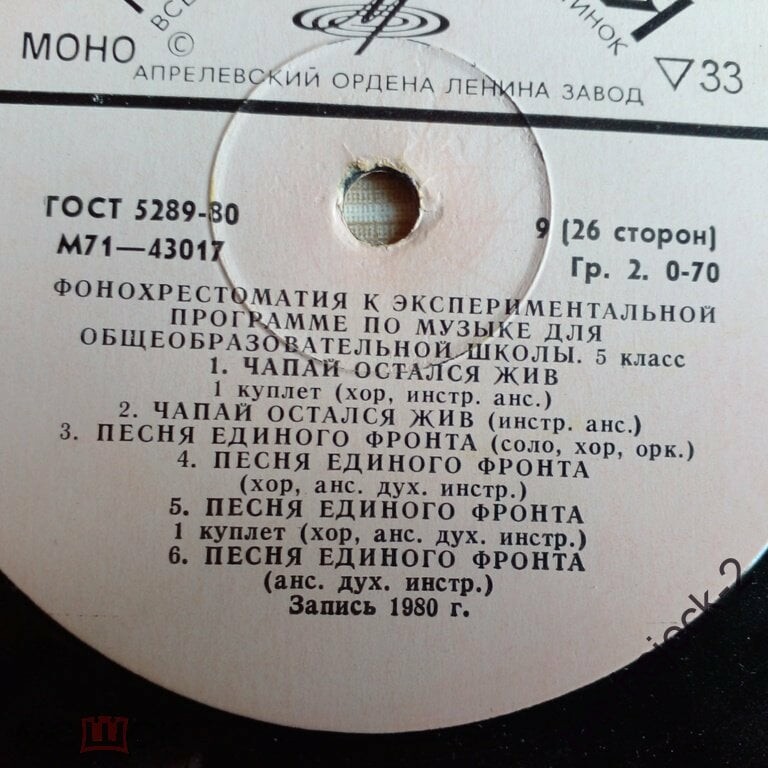 МОНО ©
АПРЕЛЕВСКИЙ ОРДЕНА ЛЕНИНА ЗАВОД
33
ГОСТ 5289-80
М71—43017
9 (26 сторон)
Гр. 2. 0-70
ФОНОХРЕСТОМАТИЯ К ЭКСПЕРИМЕНТАЛЬНОЙ
ПРОГРАММЕ ПО МУЗЫКЕ ДЛЯ
ОБЩЕОБРАЗОВАТЕЛЬНОЙ ШКОЛЫ. 5 класс
1. ЧАПАЙ ОСТАЛСЯ ЖИВ
1 куплет (хор, инстр. анс.)
2. ЧАПАЙ ОСТАЛСЯ ЖИВ (инстр. анс.)
3. ПЕСНЯ ЕДИНОГО ФРОНТА (соло, хор, орк.)
4. ПЕСНЯ ЕДИНОГО ФРОНТА
(хор, анс. дух. инстр.)
5. ПЕСНЯ ЕДИНОГО ФРОНТА
1 куплет (хор, анс. дух. инстр.)
6. ПЕСНЯ ЕДИНОГО ФРОНТА
(анс. дух. инстр.)
Запись 1980 г.